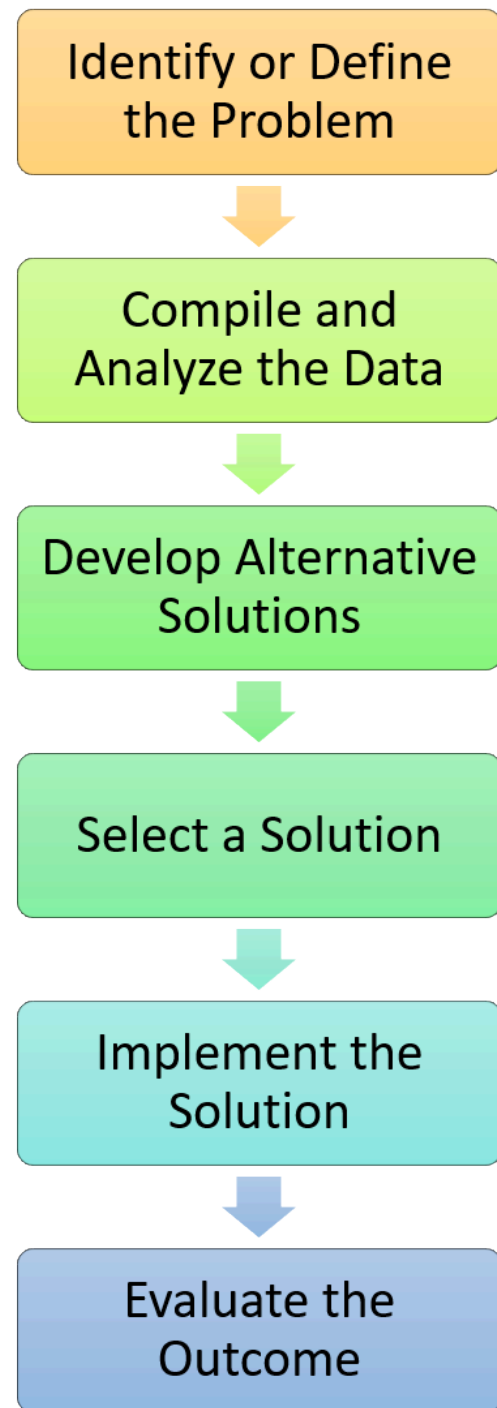 Identify or Define
the Problem
Compile and
Analyze the Data
Develop Alternative
Solutions
Select a Solution
Implement the
Solution
Evaluate the
Outcome